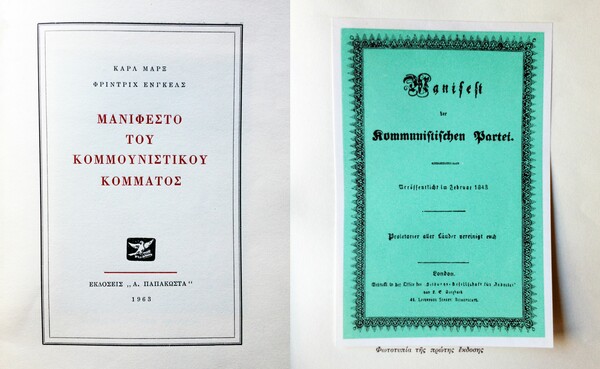 ΚΑΡΛ ΜΑΡΞ
ΦΡΙΝΤΡΙΧ ΕΝΓΚΕΛΣ
ΜΑΝΙΦΕΣΤΟ
ΤΟΥ
ΚΟΜΜΟΥΝΙΣΤΙΚΟΥ
ΚΟΜΜΑΤΟΣ
ΕΚΔΟΣΕΙΣ „Α. ΠΑΠΑΚΩΣΤΑ"
1963
Manifest
der
Kommunistischen Partei.
Veröffentlicht im Februar 1848
Proletarier aller Länder vereinigt euch
London.
Gedruckt in der Office der „Bildungs-Gesellschaft für Arbeiter"
von J. E. Burghard
46, Liverpool Street, Bishopsgate.
Φωτοτυπία τῆς πρώτης ἔκδοσης